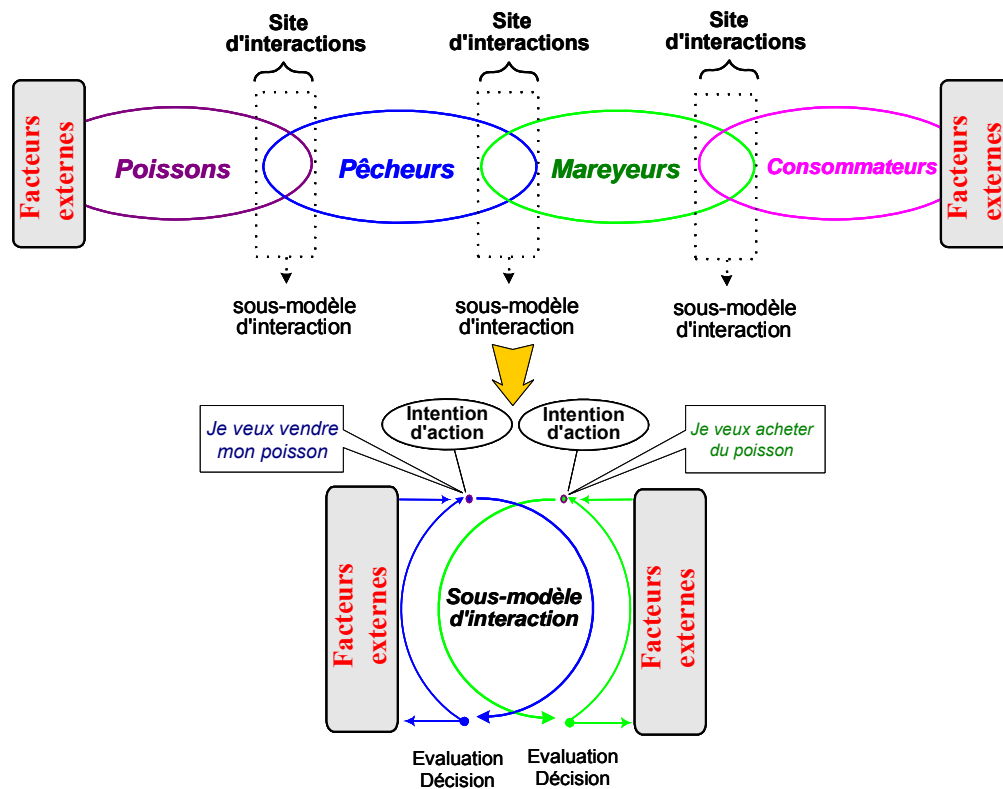 Site
d'interactions
Site
d'interactions
Site
d'interactions
Facteurs
externes
Poissons
Pêcheurs
Mareyeurs
Consommateurs
Facteurs
externes
sous-modèle
d'interaction
sous-modèle
d'interaction
sous-modèle
d'interaction
Je veux vendre
mon poisson
Intention
d'action
Intention
d'action
Je veux acheter
du poisson
Facteurs
externes
Sous-modèle
d'interaction
Facteurs
externes
Evaluation
Décision
Evaluation
Décision